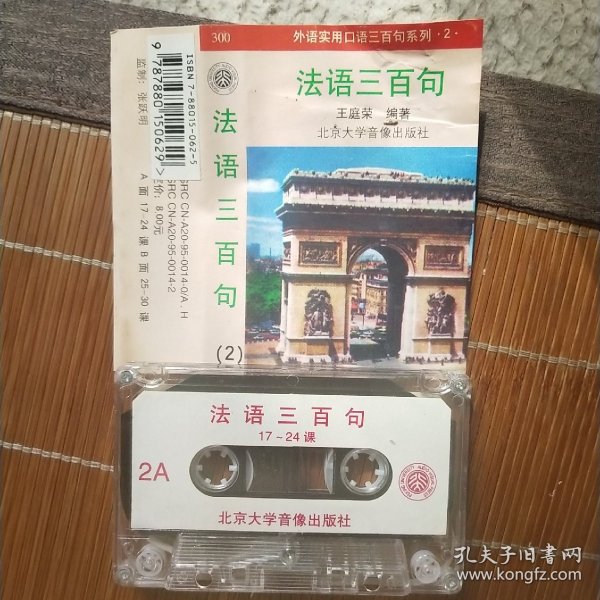 300 外语实用口语三百句系列·2·
法语三百句
王庭荣 编著
北京大学音像出版社
法语三百句
(2)
ISBN 7-88015-062-5
9 787880 150629 >
监制：张跃明
定价：8.00元
ISRC CN-A20-95-0014-0/A.H
ISRC CN-A20-95-0014-2
A面 17-24 课 B面 25-30 课
法语三百句
17~24课
2A
北京大学音像出版社
孔夫子旧书网
www.kongfz.com